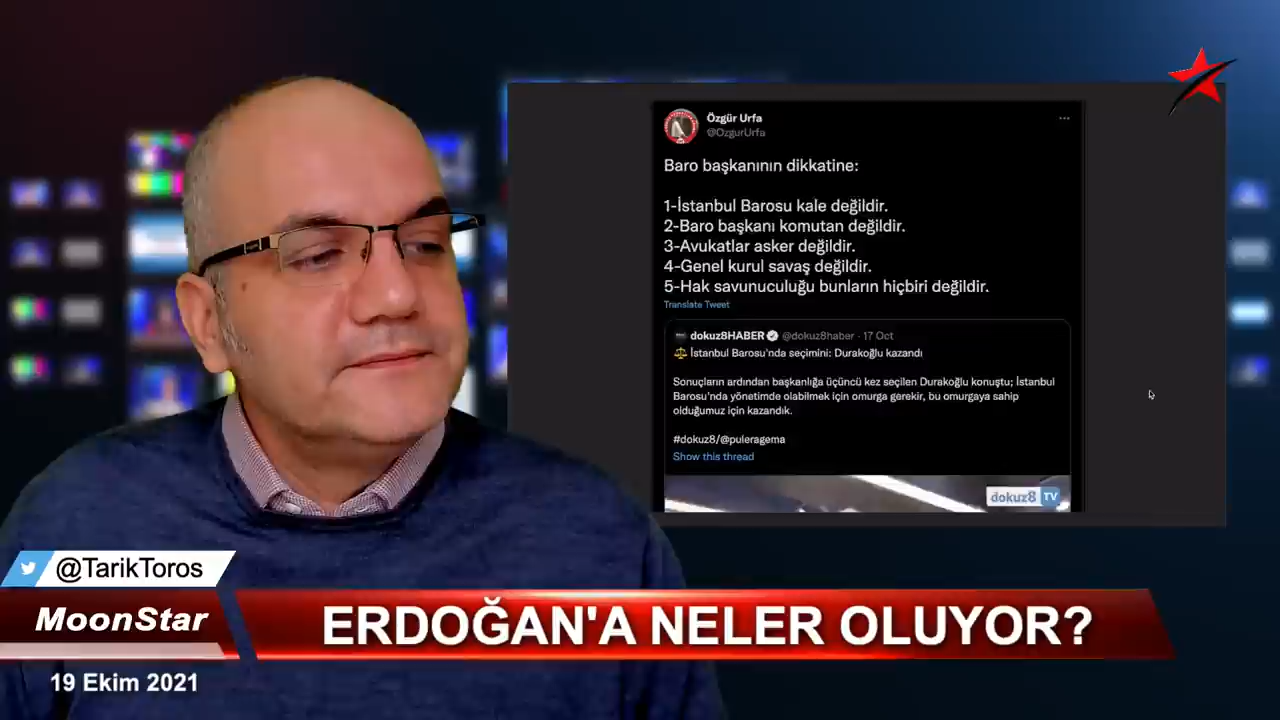 Özgür Urfa
@OzgurUrfa
Baro başkanının dikkatine:
1-İstanbul Barosu kale değildir.
2-Baro başkanı komutan değildir.
3-Avukatlar asker değildir.
4-Genel kurul savaş değildir.
5-Hak savunuculuğu bunların hiçbiri değildir.
Translate Tweet
dokuz8HABER @dokuz8haber · 17 Oct
İstanbul Barosu'nda seçimini: Durakoğlu kazandı
Sonuçların ardından başkanlığa üçüncü kez seçilen Durakoğlu konuştu; İstanbul
Barosu'nda yönetimde olabilmek için omurga gerekir, bu omurgaya sahip
olduğumuz için kazandık.
#dokuz8/@puleragema
Show this thread
dokuz8 TV
@TarikToros
MoonStar
ERDOĞAN'A NELER OLUYOR?
19 Ekim 2021